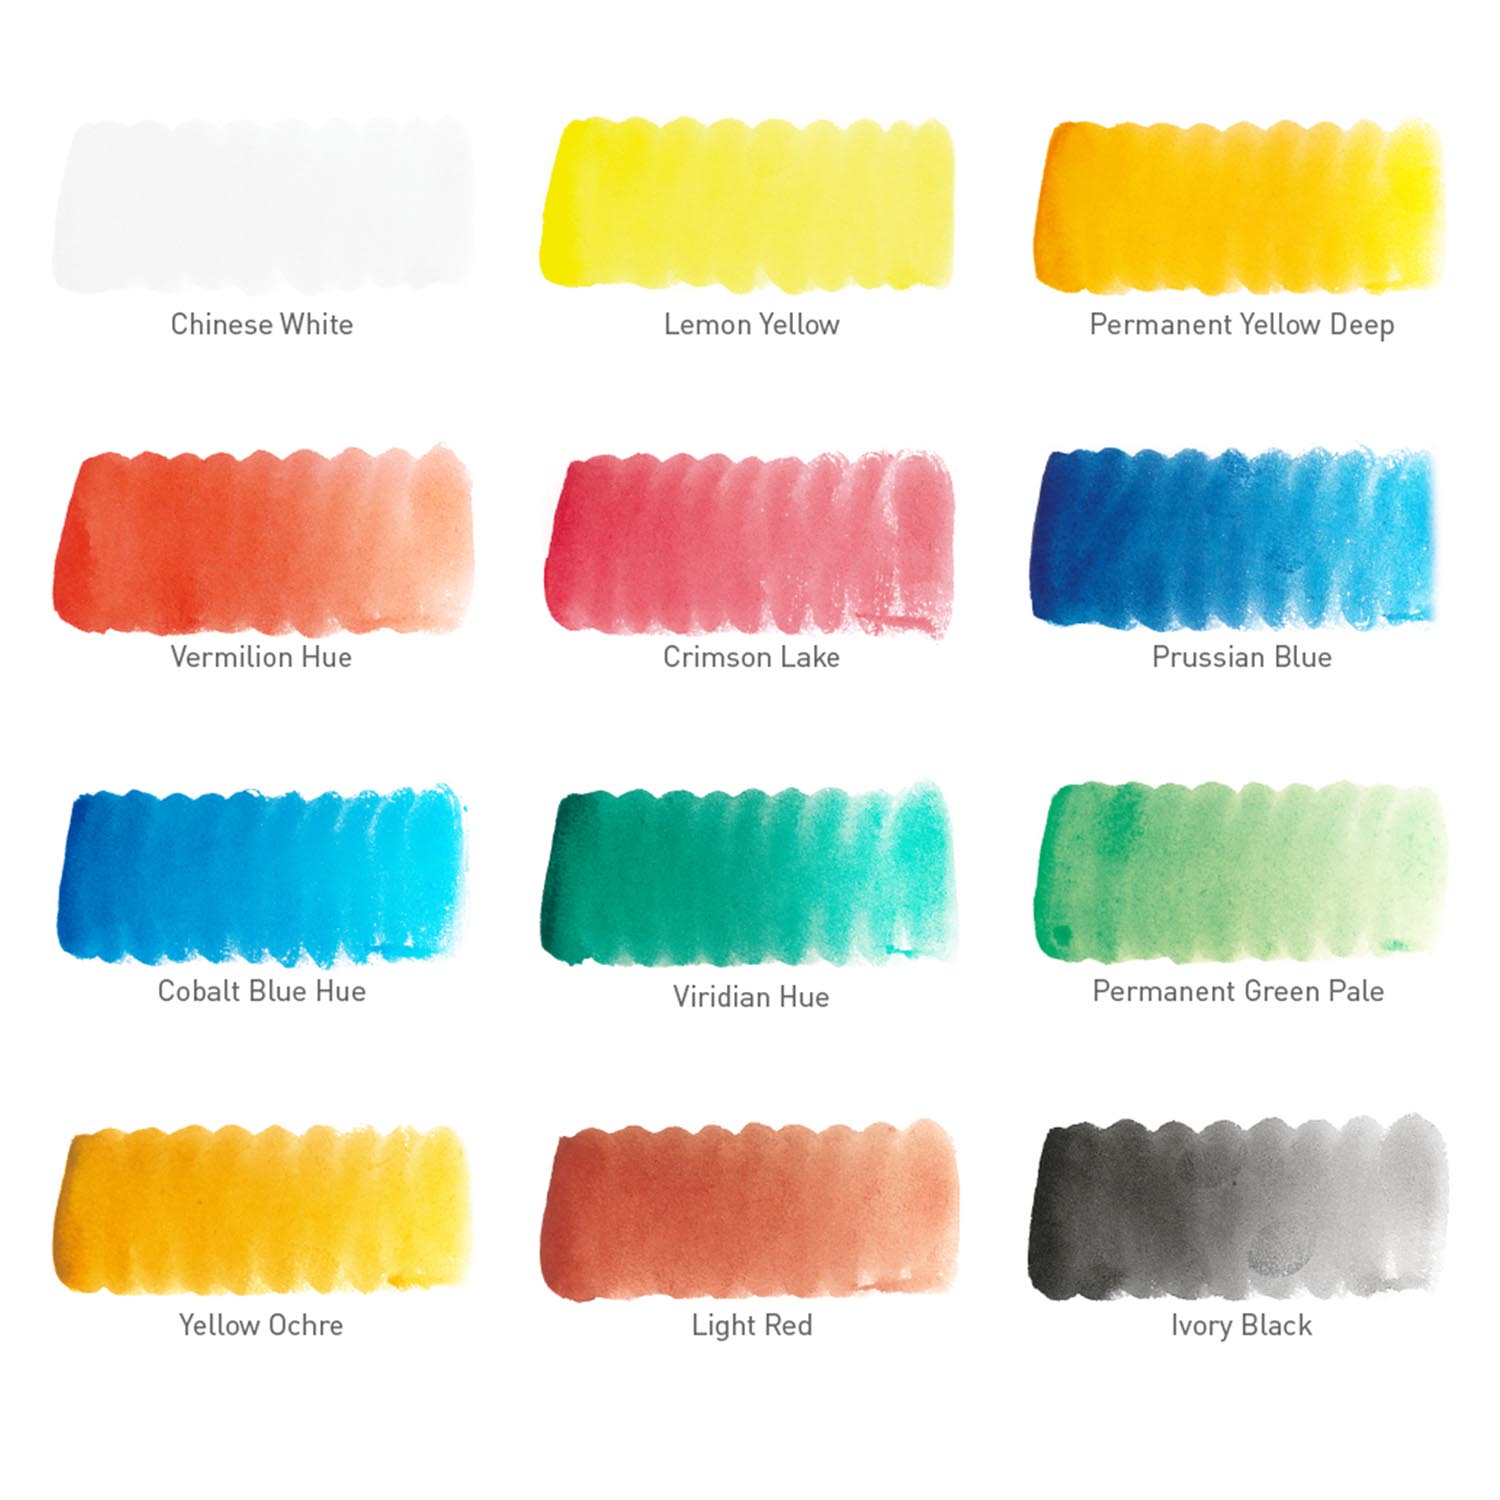 Chinese White
Lemon Yellow
Permanent Yellow Deep
Vermilion Hue
Crimson Lake
Prussian Blue
Cobalt Blue Hue
Viridian Hue
Permanent Green Pale
Yellow Ochre
Light Red
Ivory Black